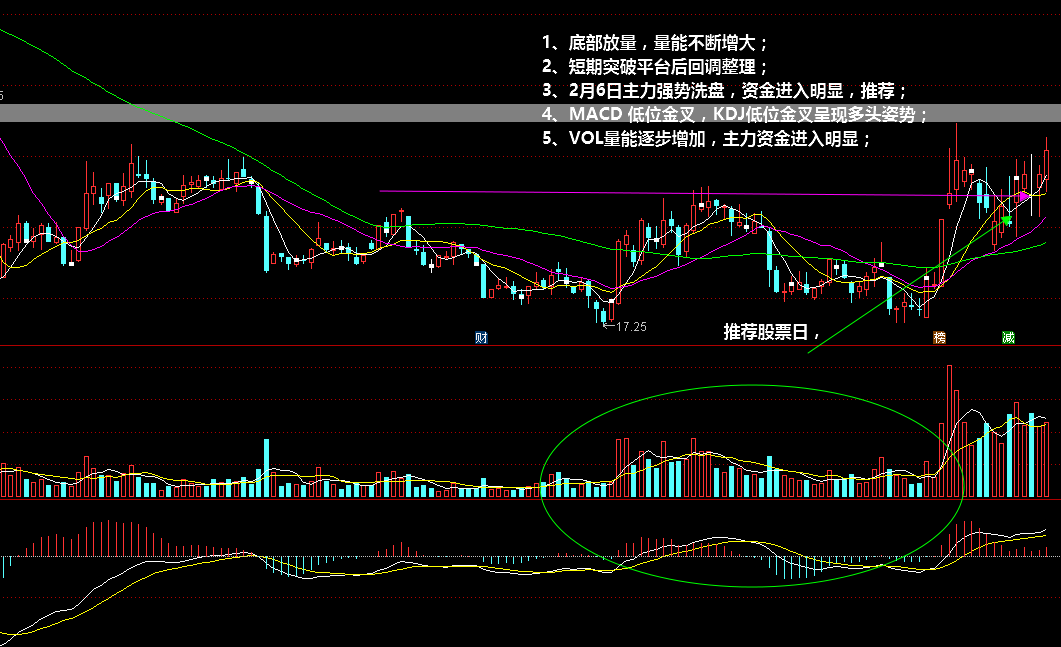 1、底部放量，量能不断增大；
2、短期突破平台后回调整理；
3、2月6日主力强势洗盘，资金进入明显，推荐；
4、MACD 低位金叉，KDJ低位金叉呈现多头姿势；
5、VOL量能逐步增加，主力资金进入明显；
17.25
推荐股票日，
财
榜
减